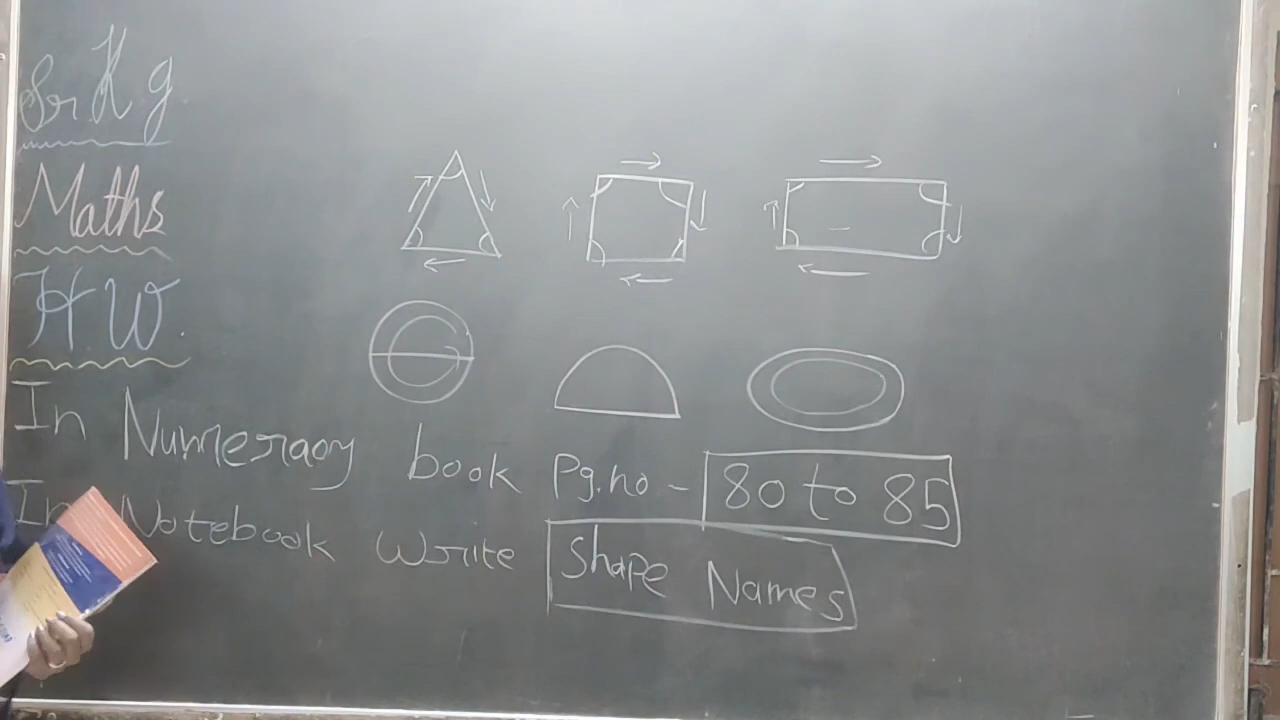 Sr Kg
Maths
H.W.
In Numeracy book Pg.no - 80 to 85
In Notebook Write Shape Names